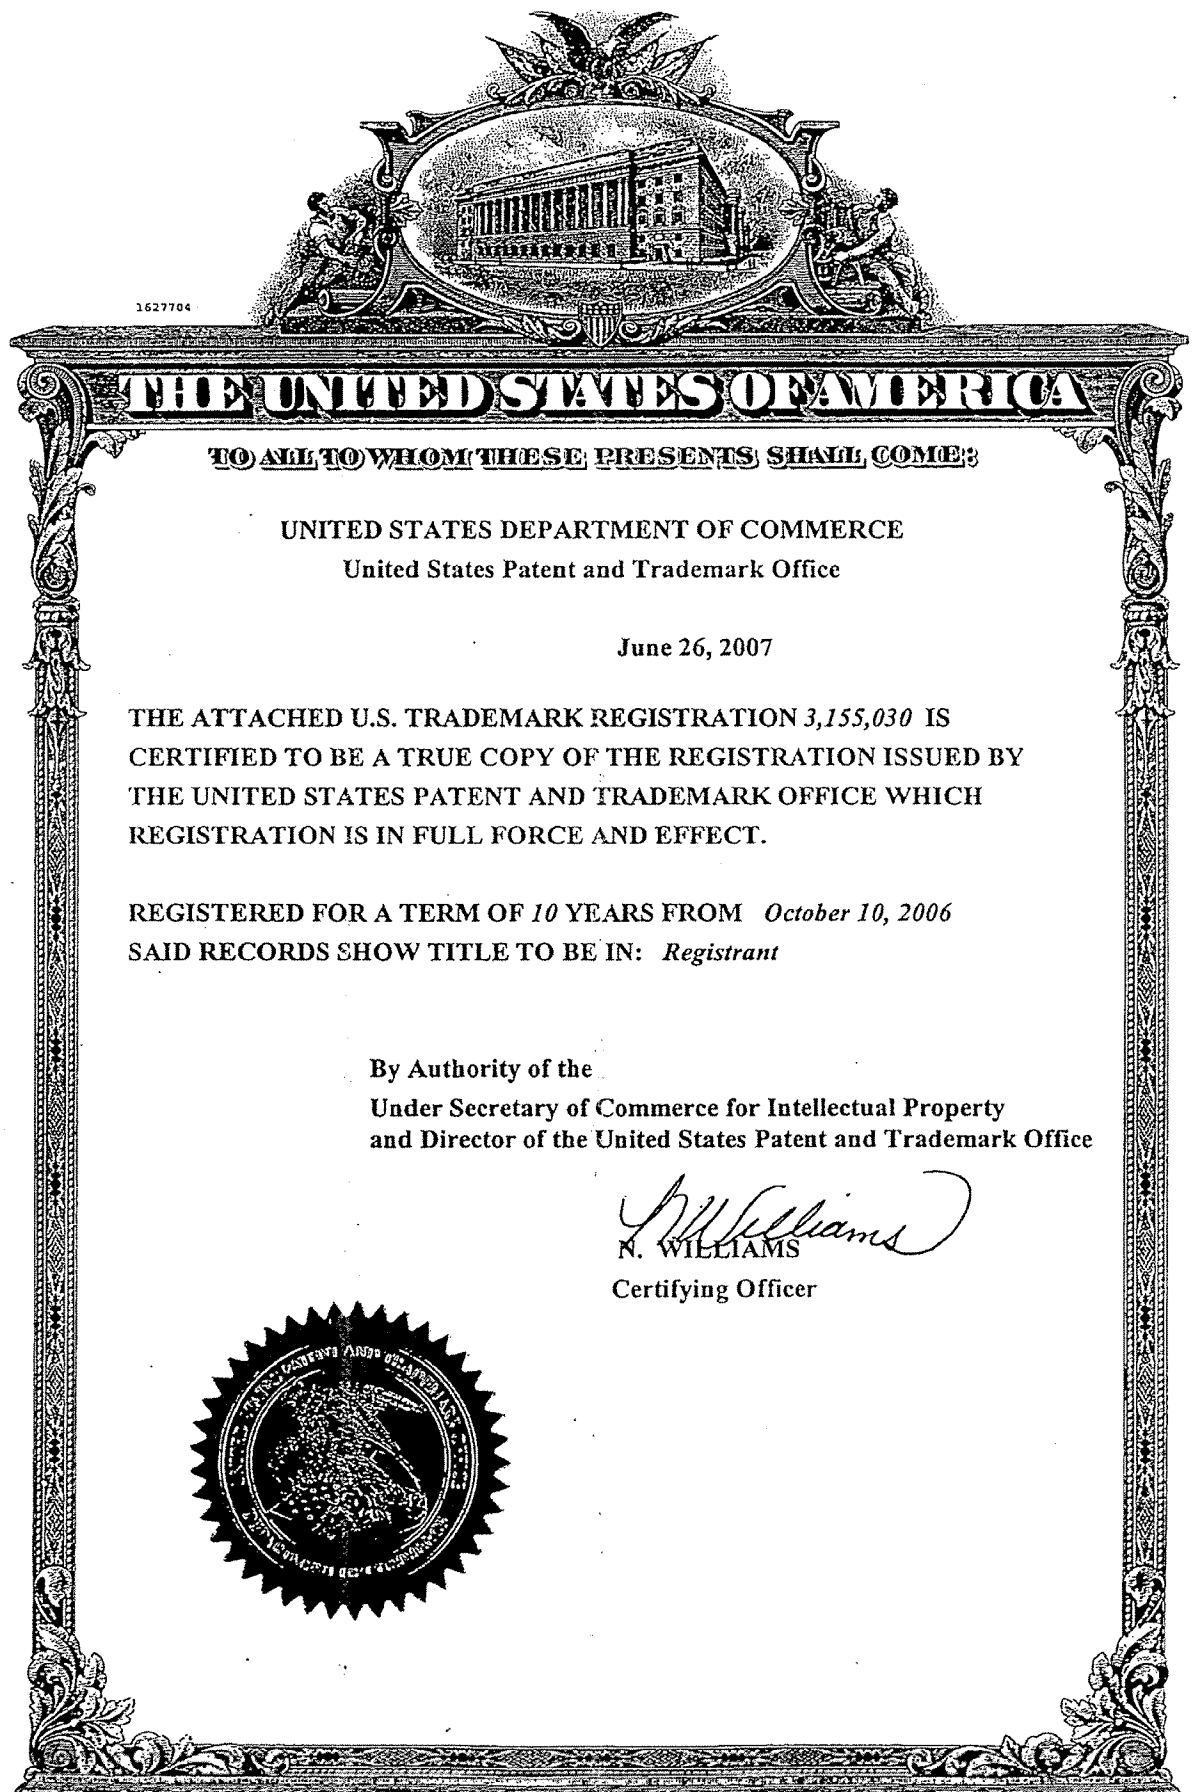 1627704
THE UNITED STATES OF AMERICA
TO ALL TO WHOM THESE PRESENTS SHALL COME:
UNITED STATES DEPARTMENT OF COMMERCE
United States Patent and Trademark Office
June 26, 2007
THE ATTACHED U.S. TRADEMARK REGISTRATION 3,155,030 IS
CERTIFIED TO BE A TRUE COPY OF THE REGISTRATION ISSUED BY
THE UNITED STATES PATENT AND TRADEMARK OFFICE WHICH
REGISTRATION IS IN FULL FORCE AND EFFECT.
REGISTERED FOR A TERM OF 10 YEARS FROM October 10, 2006
SAID RECORDS SHOW TITLE TO BE IN: Registrant
By Authority of the
Under Secretary of Commerce for Intellectual Property
and Director of the United States Patent and Trademark Office
N Williams
N. WILLIAMS
Certifying Officer
PATENT AND